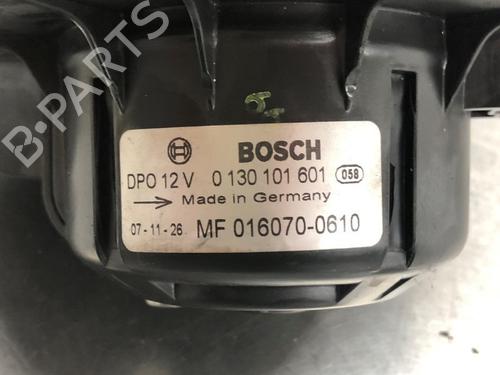 B-PARTS
BOSCH
DPO 12 V 0 130 101 601 058
Made in Germany
07-11-26 MF 016070-0610